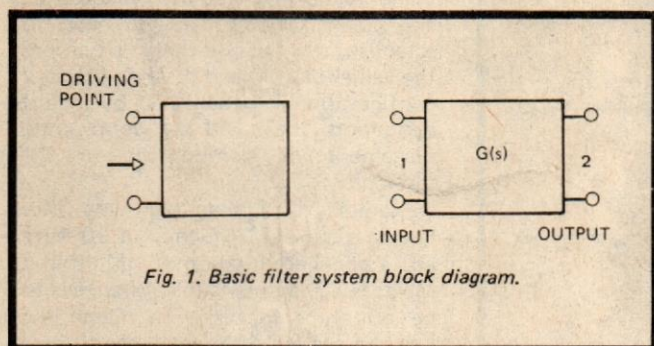 DRIVING
POINT
1
G(s)
2
INPUT
OUTPUT
Fig. 1. Basic filter system block diagram.